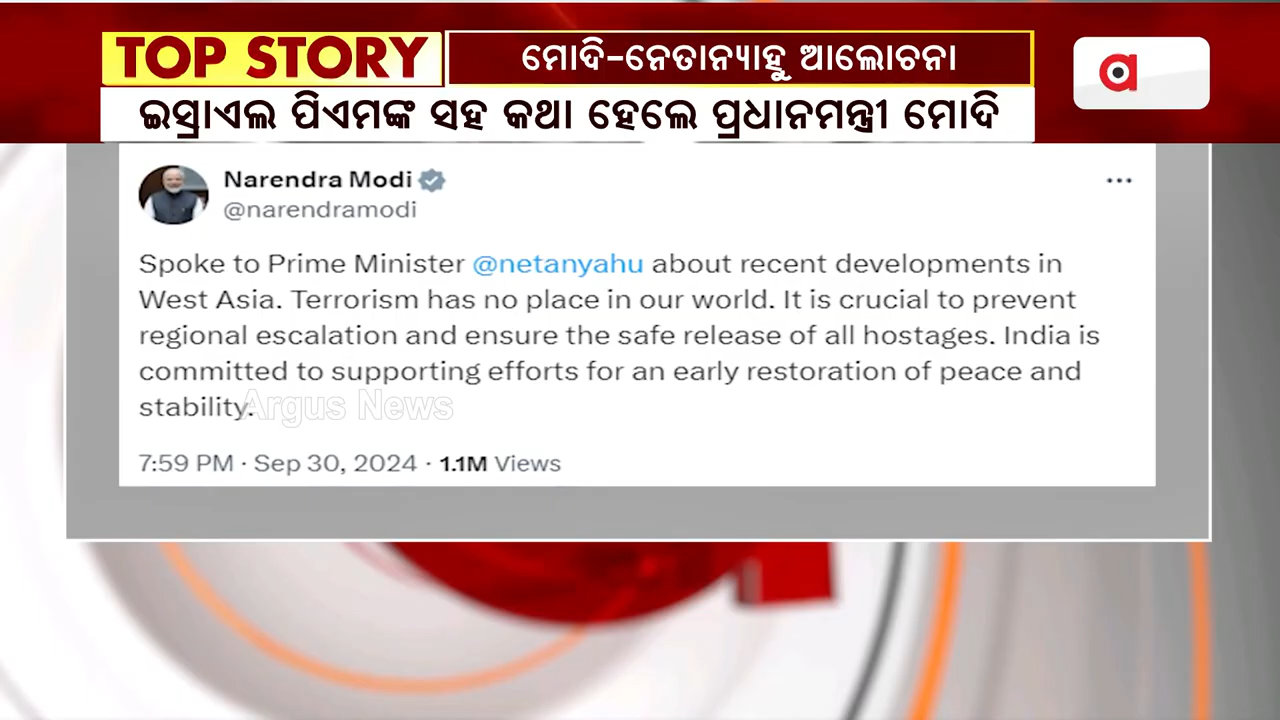 TOP STORY
ମୋଦି-ନେତାନ୍ୟାହୁ ଆଲୋଚନା
ଇସ୍ରାଏଲ ପିଏମଙ୍କ ସହ କଥା ହେଲେ ପ୍ରଧାନମନ୍ତ୍ରୀ ମୋଦି
a
Narendra Modi
@narendramodi
Spoke to Prime Minister @netanyahu about recent developments in
West Asia. Terrorism has no place in our world. It is crucial to prevent
regional escalation and ensure the safe release of all hostages. India is
committed to supporting efforts for an early restoration of peace and
stability.
Argus News
7:59 PM · Sep 30, 2024 · 1.1M Views